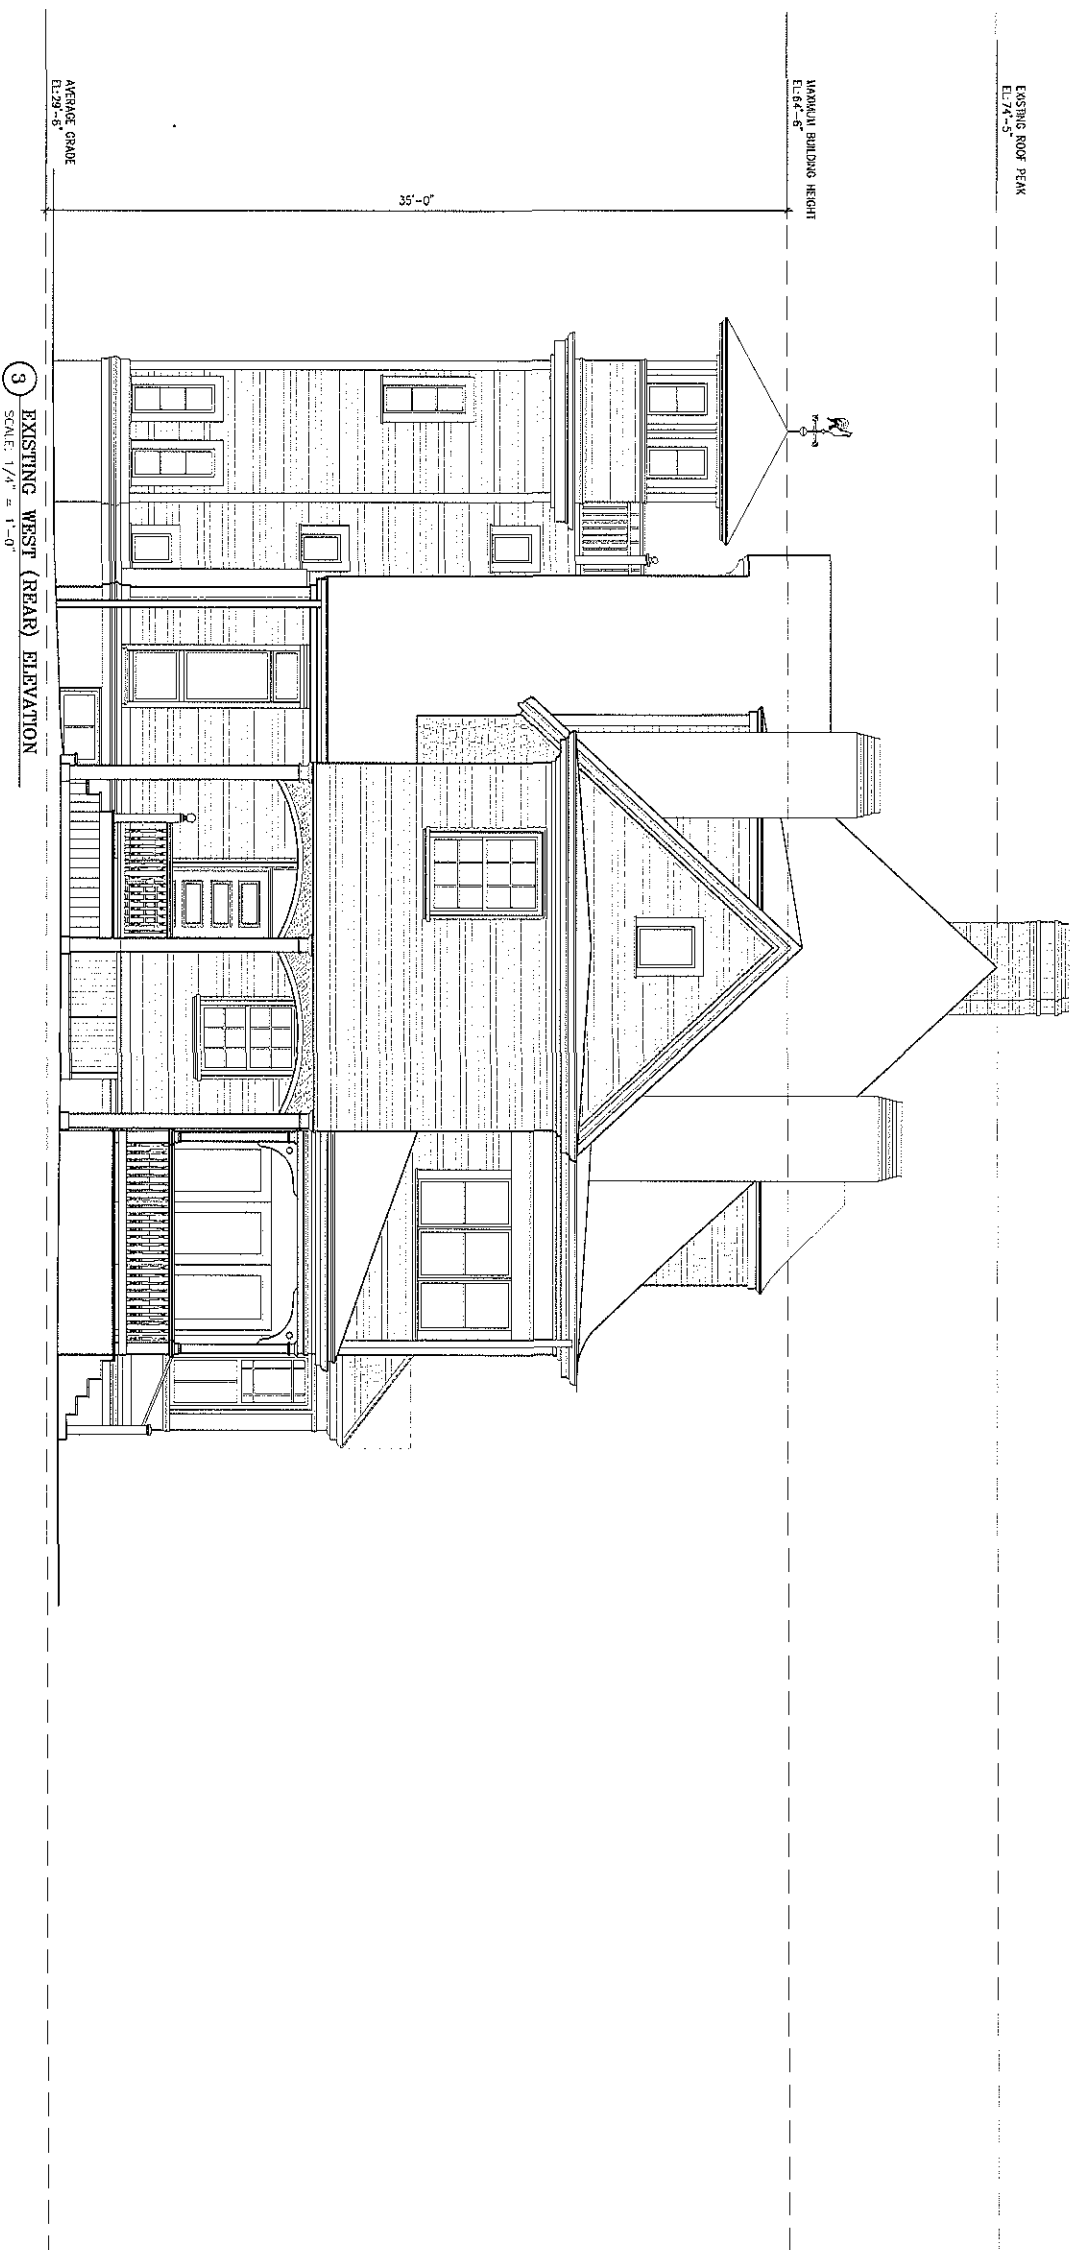 EXISTING ROOF PEAK
EL:74'-5"
MAXIMUM BUILDING HEIGHT
EL:64'-6"
35'-0"
AVERAGE GRADE
EL:29'-6"
3 EXISTING WEST (REAR) ELEVATION
SCALE: 1/4" = 1'-0"